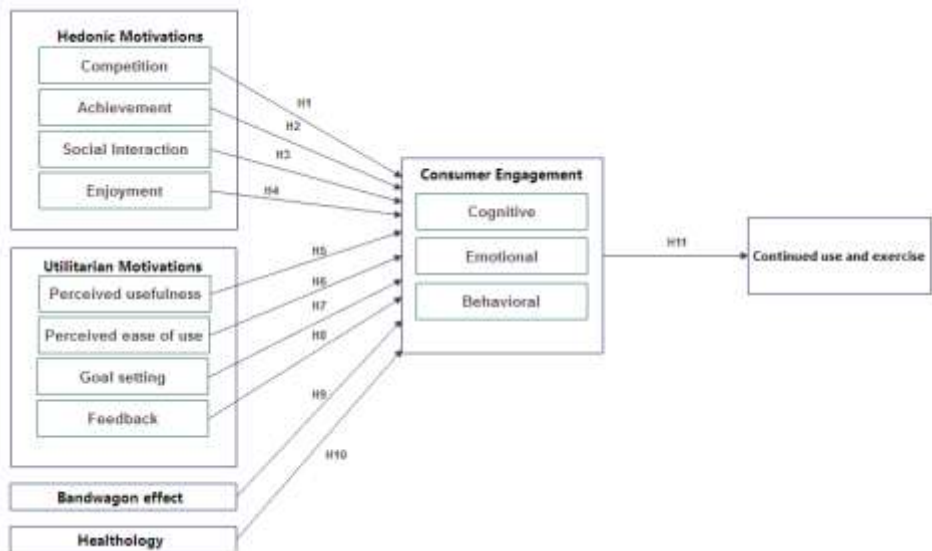 Hedonic Motivations
Competition
Achievement
Social Interaction
Enjoyment
Utilitarian Motivations
Perceived usefulness
Perceived ease of use
Goal setting
Feedback
Bandwagon effect
Healthology
H1
H2
H3
H4
H5
H6
H7
H8
H9
H10
Consumer Engagement
Cognitive
Emotional
Behavioral
H11
Continued use and exercise